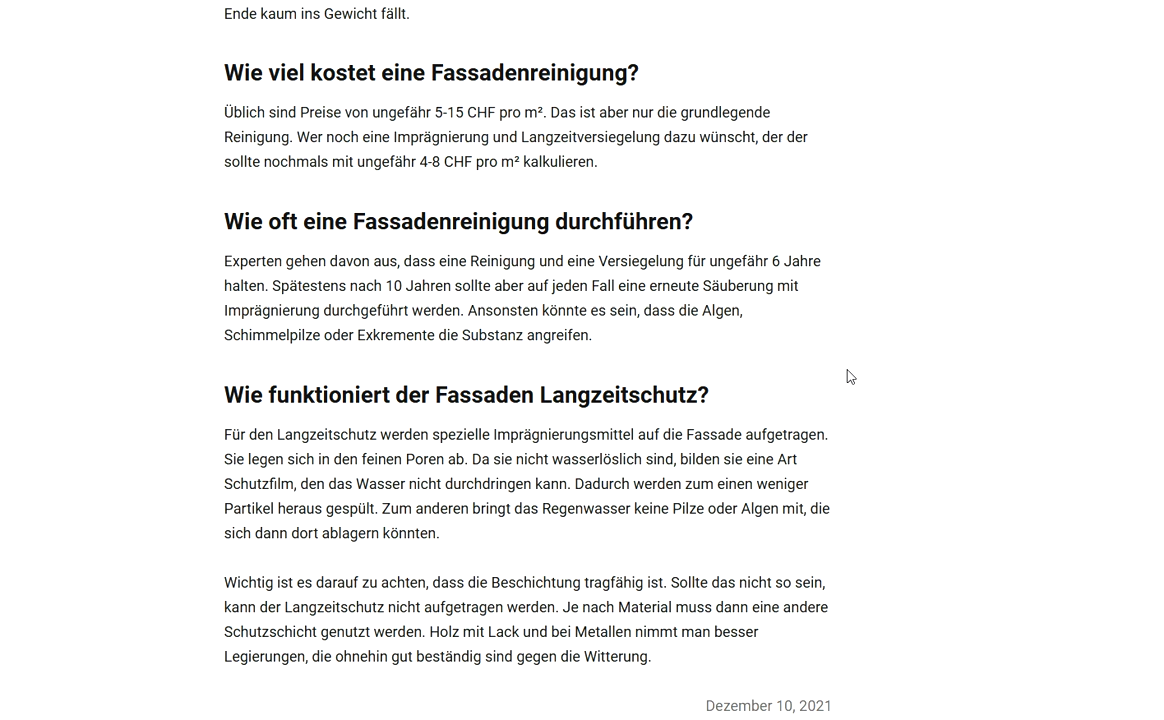 Ende kaum ins Gewicht fällt.
Wie viel kostet eine Fassadenreinigung?
Üblich sind Preise von ungefähr 5-15 CHF pro m². Das ist aber nur die grundlegende
Reinigung. Wer noch eine Imprägnierung und Langzeitversiegelung dazu wünscht, der der
sollte nochmals mit ungefähr 4-8 CHF pro m² kalkulieren.
Wie oft eine Fassadenreinigung durchführen?
Experten gehen davon aus, dass eine Reinigung und eine Versiegelung für ungefähr 6 Jahre
halten. Spätestens nach 10 Jahren sollte aber auf jeden Fall eine erneute Säuberung mit
Imprägnierung durchgeführt werden. Ansonsten könnte es sein, dass die Algen,
Schimmelpilze oder Exkremente die Substanz angreifen.
Wie funktioniert der Fassaden Langzeitschutz?
Für den Langzeitschutz werden spezielle Imprägnierungsmittel auf die Fassade aufgetragen.
Sie legen sich in den feinen Poren ab. Da sie nicht wasserlöslich sind, bilden sie eine Art
Schutzfilm, den das Wasser nicht durchdringen kann. Dadurch werden zum einen weniger
Partikel heraus gespült. Zum anderen bringt das Regenwasser keine Pilze oder Algen mit, die
sich dann dort ablagern könnten.
Wichtig ist es darauf zu achten, dass die Beschichtung tragfähig ist. Sollte das nicht so sein,
kann der Langzeitschutz nicht aufgetragen werden. Je nach Material muss dann eine andere
Schutzschicht genutzt werden. Holz mit Lack und bei Metallen nimmt man besser
Legierungen, die ohnehin gut beständig sind gegen die Witterung.
Dezember 10, 2021